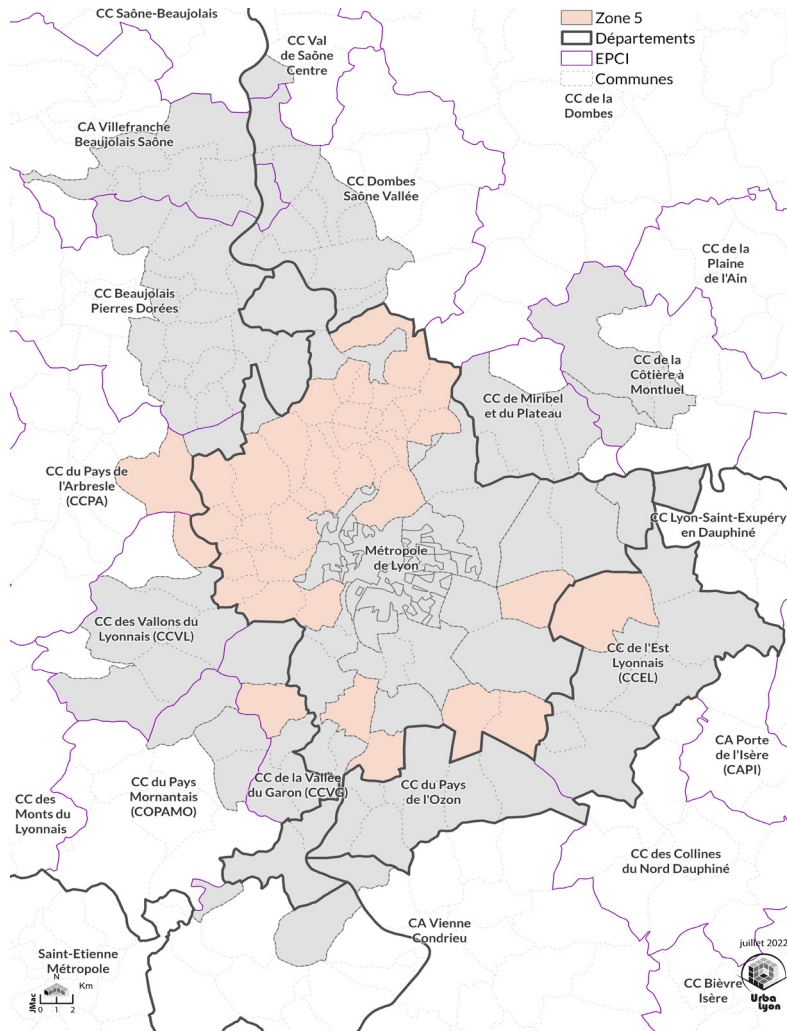 CC Saône-Beaujolais
Zone 5
Départements
EPCI
Communes
CC Val
de Saône
Centre
CC de la
Dombes
CA Villefranche
Beaujolais Saône
CC Dombes
Saône Vallée
CC de la
Plaine
de l'Ain
CC Beaujolais
Pierres Dorées
CC de la
Côtière à
Montluel
CC de Miribel
et du Plateau
CC du Pays de
l'Arbresle
(CCPA)
CC Lyon-Saint-Exupéry
en Dauphiné
Métropole
de Lyon
CC des Vallons du
Lyonnais (CCVL)
CC de l'Est
Lyonnais
(CCEL)
CA Porte
de l'Isère
(CAPI)
CC du Pays
Mornantais
(COPAMO)
CC de la Vallée
du Garon (CCVG)
CC du Pays
de l'Ozon
CC des
Monts du
Lyonnais
CC des Collines
du Nord Dauphiné
CA Vienne
Condrieu
Saint-Etienne
Métropole
juillet 2022
CC Bièvre
Isère
Urba
Lyon
JMac
N
Km
0 1 2